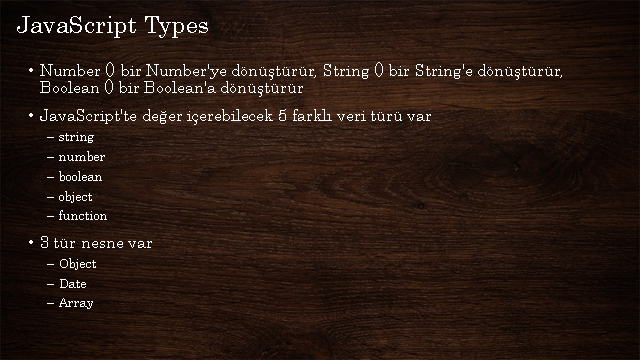 JavaScript Types
• Number () bir Number'ye dönüştürür, String () bir String'e dönüştürür,
Boolean () bir Boolean'a dönüştürür
• JavaScript'te değer içerebilecek 5 farklı veri türü var
– string
– number
– boolean
– object
– function
• 3 tür nesne var
– Object
– Date
– Array